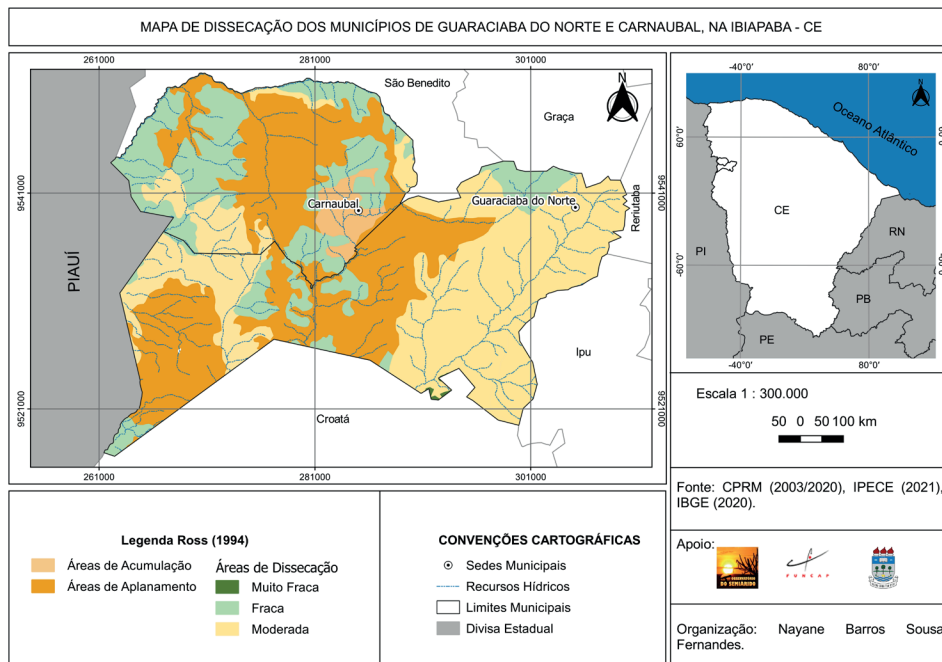 MAPA DE DISSECAÇÃO DOS MUNICÍPIOS DE GUARACIABA DO NORTE E CARNAUBAL, NA IBIAPABA - CE
261000
281000
301000
São Benedito
N
Graça
9541000
Carnaubal
Guaraciaba do Norte
Reriutaba
9541000
PIAUÍ
Ipu
9521000
Croatá
9521000
261000
281000
301000
-40°0'
80°0'
N
Oceano Atlântico
CE
RN
PI
PB
PE
-40°0'
80°0'
Escala 1 : 300.000
50 0 50 100 km
Fonte: CPRM (2003/2020), IPECE (2021), IBGE (2020).
Apoio:
DO SEMIÁRIDO
FUNCAP
Organização: Nayane Barros Sousa Fernandes.
Legenda Ross (1994)
Áreas de Acumulação
Áreas de Aplanamento
Áreas de Dissecação
Muito Fraca
Fraca
Moderada
CONVENÇÕES CARTOGRÁFICAS
Sedes Municipais
Recursos Hídricos
Limites Municipais
Divisa Estadual